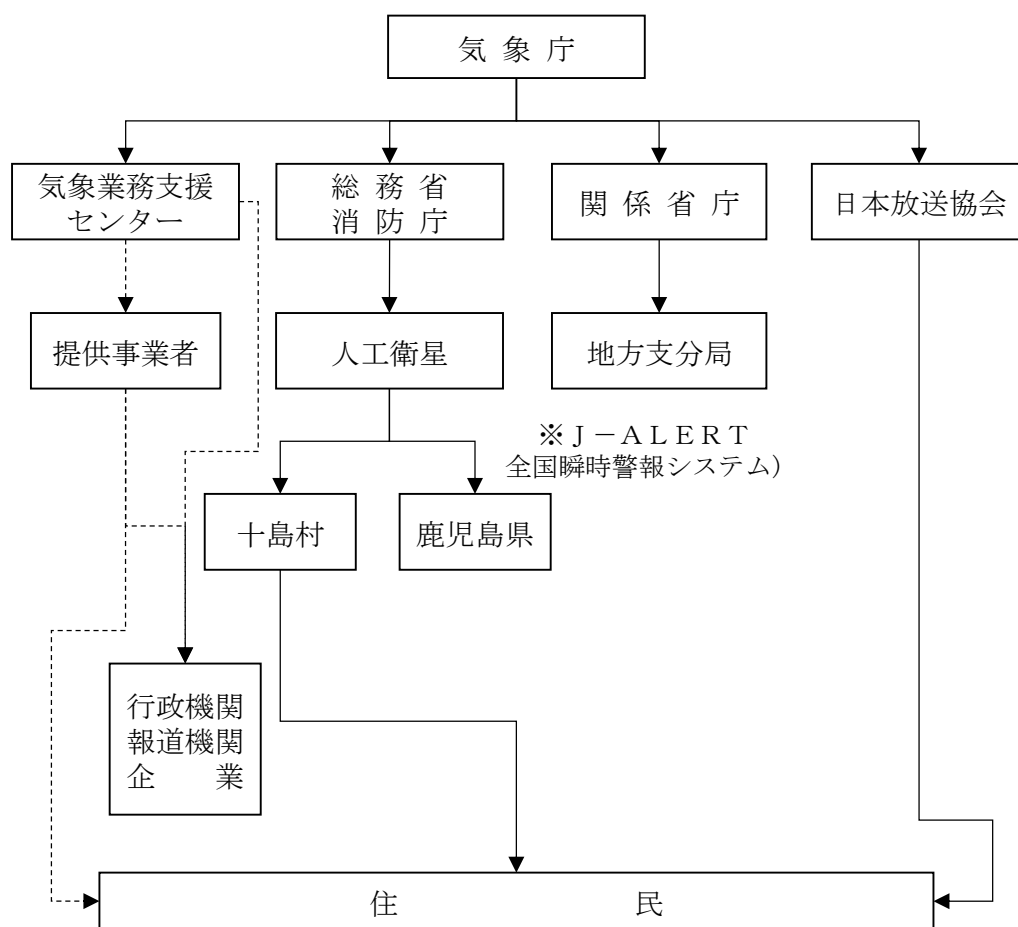 気 象 庁
気象業務支援
センター
総 務 省
消 防 庁
関 係 省 庁
日本放送協会
提供事業者
人工衛星
地方支分局
※Ｊ－ＡＬＥＲＴ
全国瞬時警報システム）
十島村
鹿児島県
行政機関
報道機関
企　　業
住　　　　民